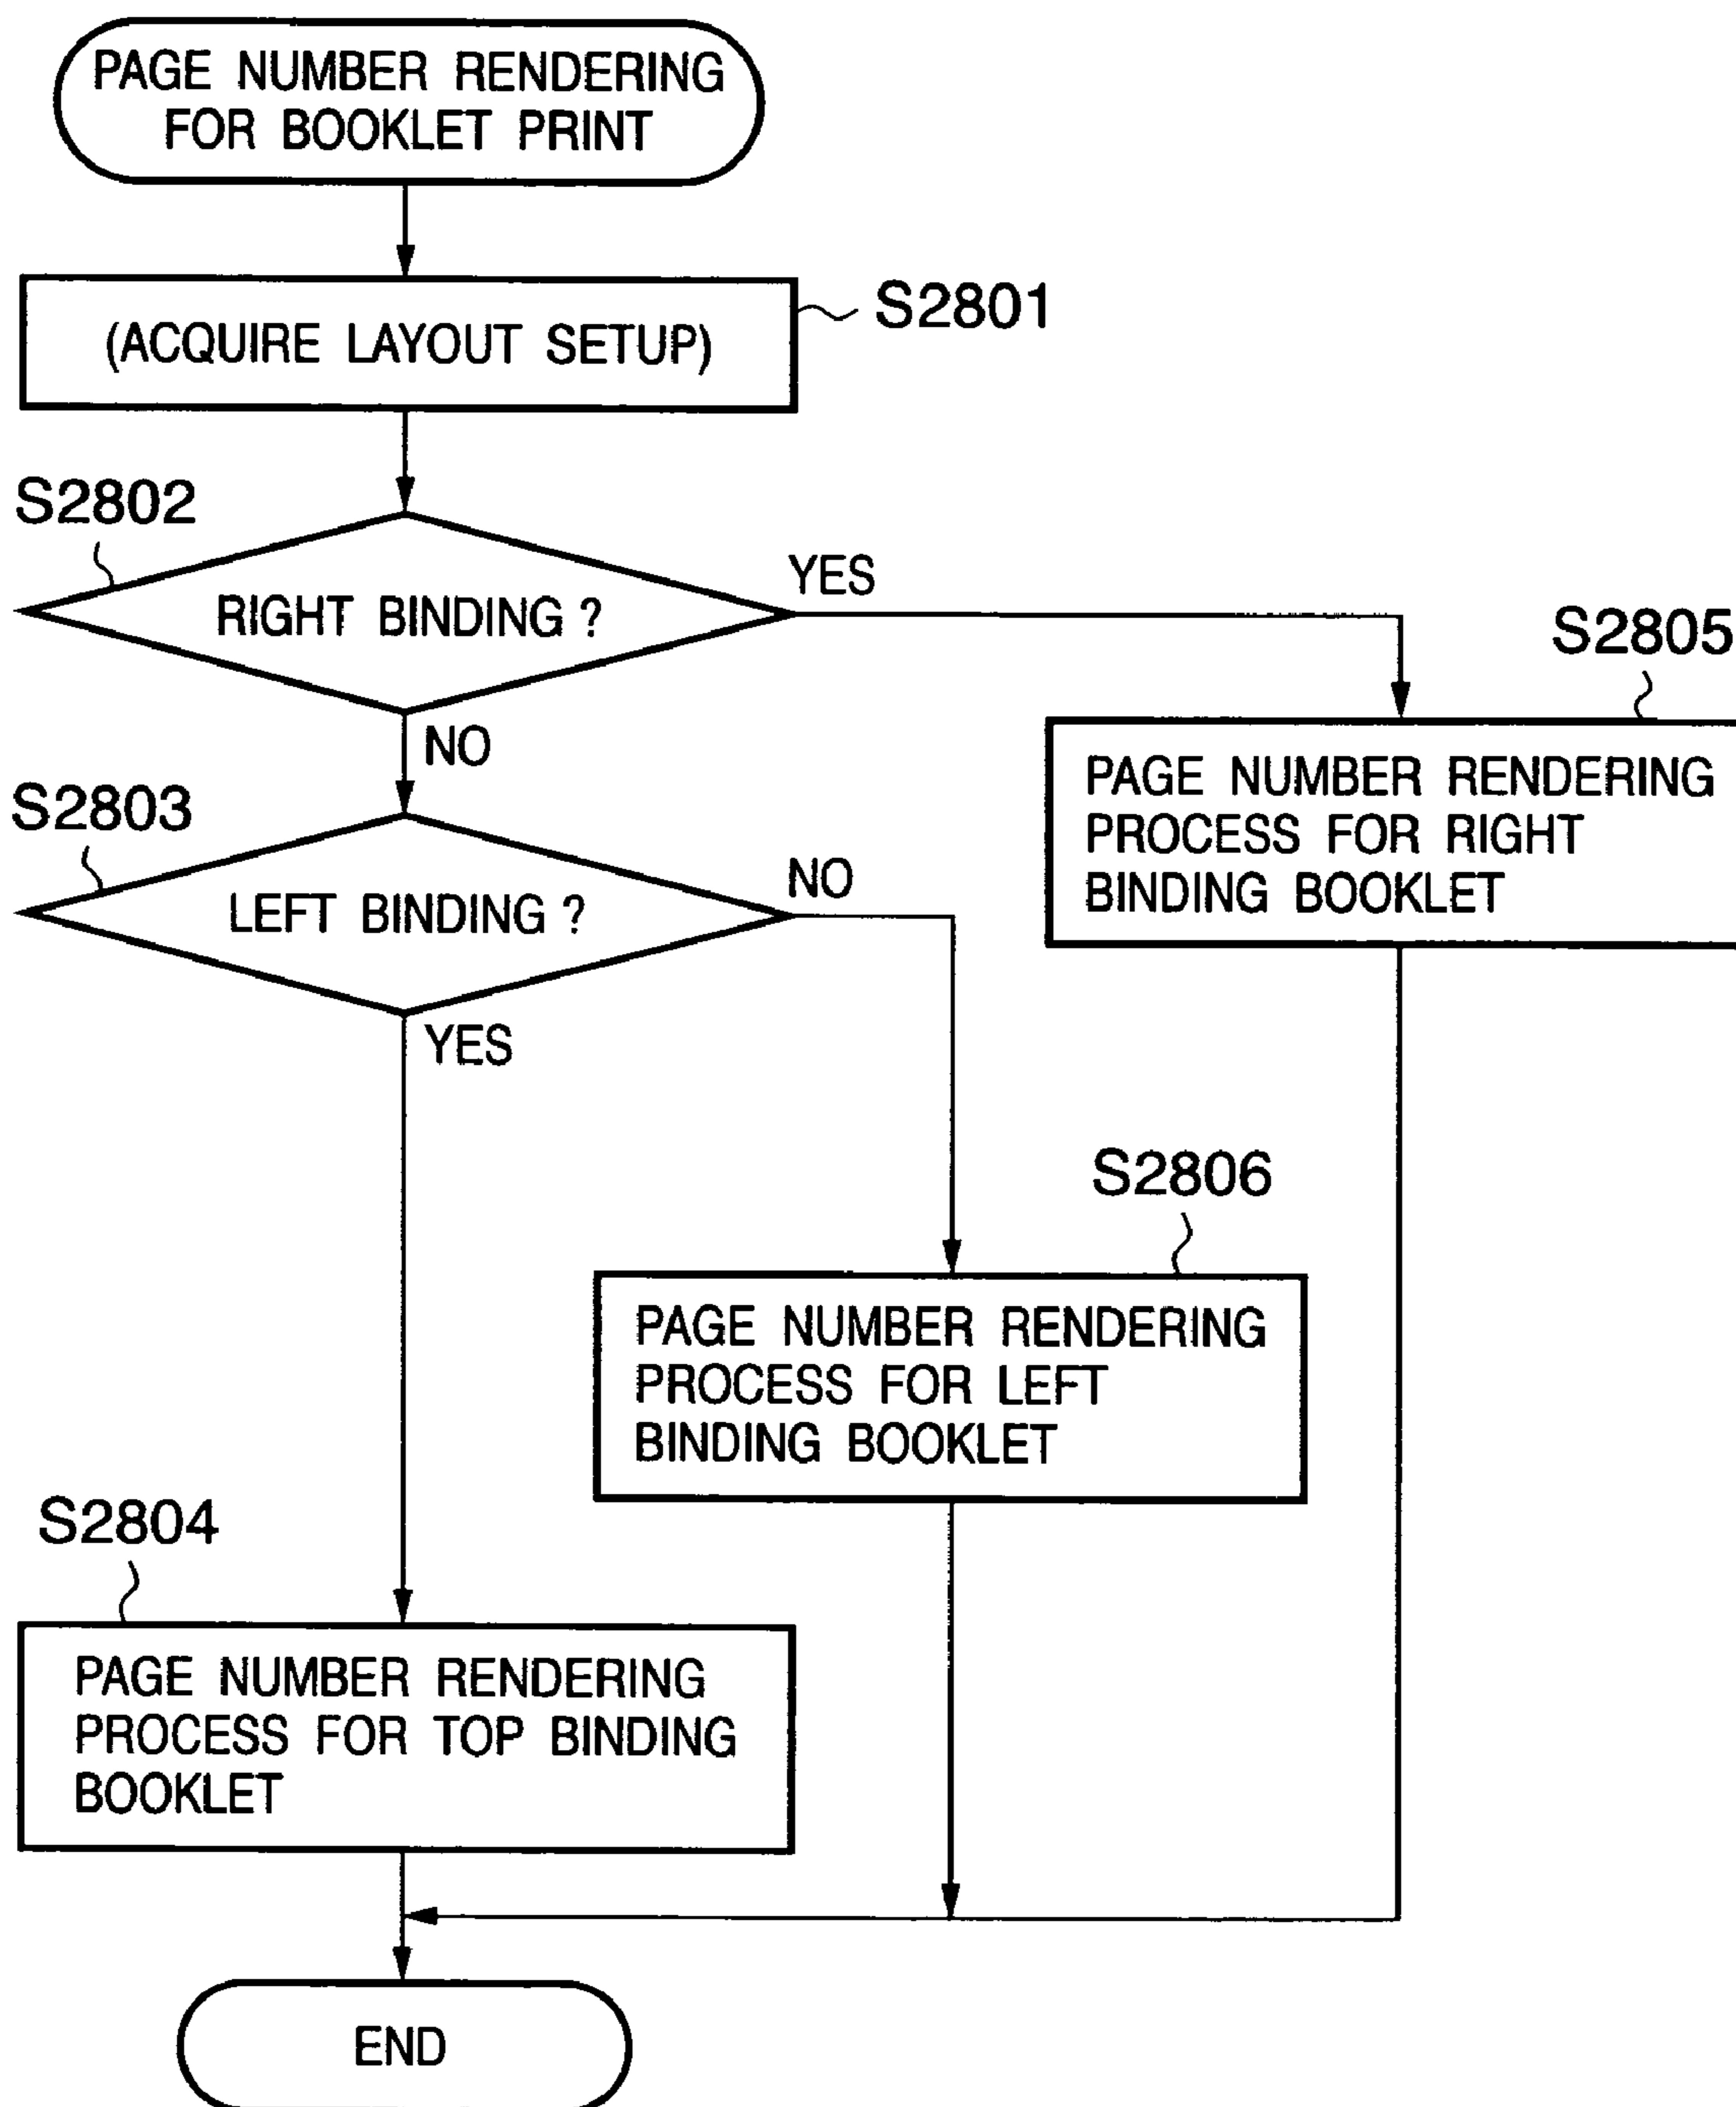 PAGE NUMBER RENDERING
FOR BOOKLET PRINT
S2801
(ACQUIRE LAYOUT SETUP)
S2802
RIGHT BINDING ?
YES
NO
S2805
PAGE NUMBER RENDERING
PROCESS FOR RIGHT
BINDING BOOKLET
S2803
LEFT BINDING ?
NO
YES
S2806
PAGE NUMBER RENDERING
PROCESS FOR LEFT
BINDING BOOKLET
S2804
PAGE NUMBER RENDERING
PROCESS FOR TOP BINDING
BOOKLET
END